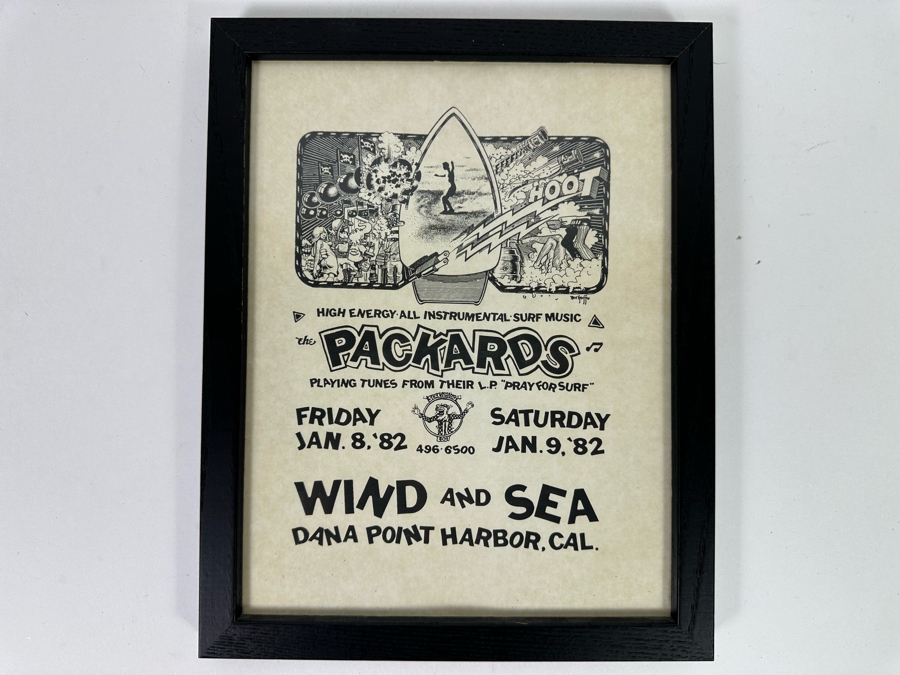 HOOT
HIGH ENERGY·ALL INSTRUMENTAL·SURF MUSIC
the PACKARDS
PLAYING TUNES FROM THEIR L.P. "PRAY FOR SURF"
FRIDAY
JAN. 8, '82
496-6500
SATURDAY
JAN. 9, '82
WIND AND SEA
DANA POINT HARBOR, CAL.